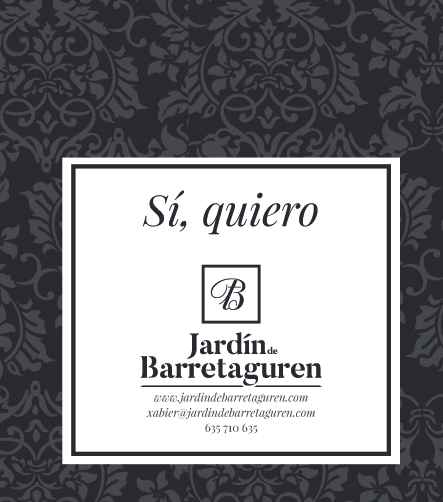 Sí, quiero
B
Jardín de
Barretaguren
www.jardindebarretaguren.com
xabier@jardindebarretaguren.com
635 710 635